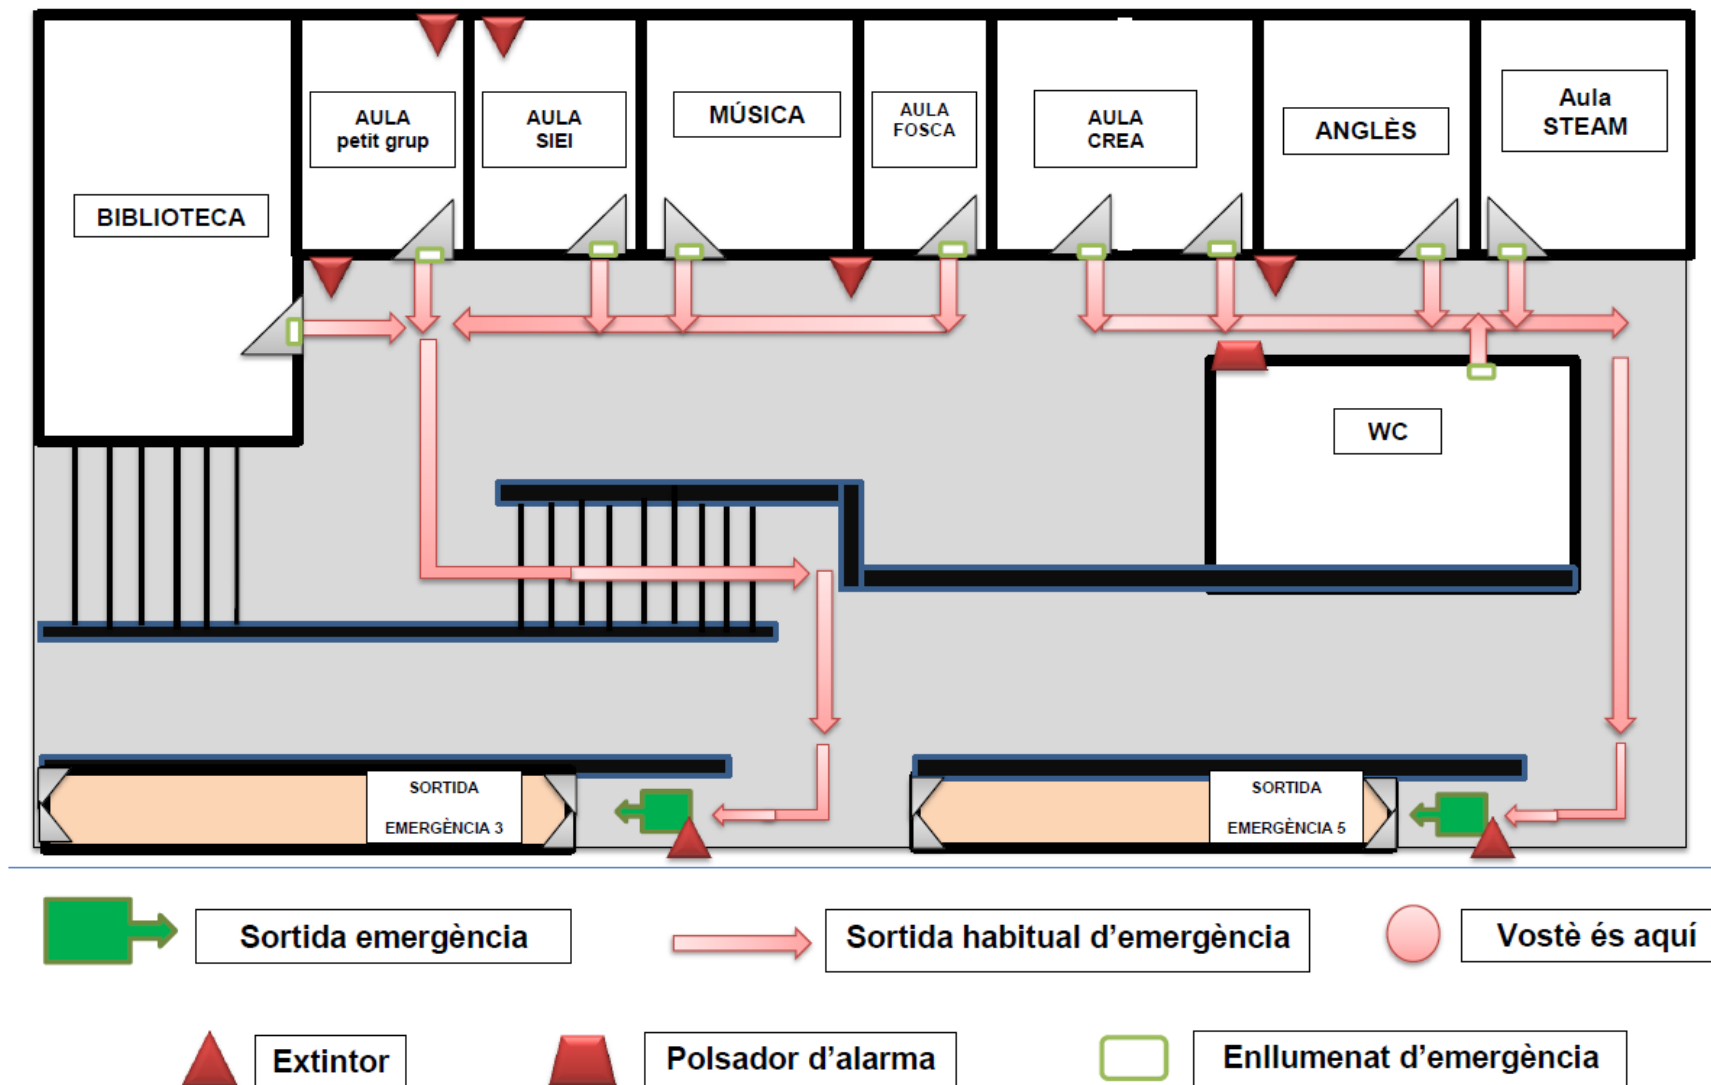 AULA
petit grup
AULA
SIEI
MÚSICA
AULA
FOSCA
AULA
CREA
ANGLÈS
Aula
STEAM
BIBLIOTECA
WC
SORTIDA
EMERGÈNCIA 3
SORTIDA
EMERGÈNCIA 5
Sortida emergència
Sortida habitual d’emergència
Vostè és aquí
Extintor
Polsador d’alarma
Enllumenat d’emergència